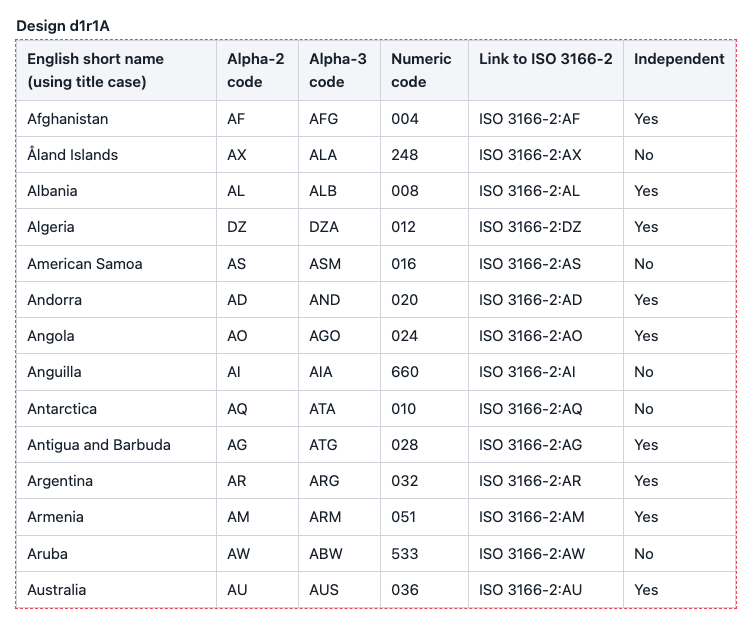 Design d1r1A
English short name (using title case) Alpha-2 code Alpha-3 code Numeric code Link to ISO 3166-2 Independent
Afghanistan AF AFG 004 ISO 3166-2:AF Yes
Åland Islands AX ALA 248 ISO 3166-2:AX No
Albania AL ALB 008 ISO 3166-2:AL Yes
Algeria DZ DZA 012 ISO 3166-2:DZ Yes
American Samoa AS ASM 016 ISO 3166-2:AS No
Andorra AD AND 020 ISO 3166-2:AD Yes
Angola AO AGO 024 ISO 3166-2:AO Yes
Anguilla AI AIA 660 ISO 3166-2:AI No
Antarctica AQ ATA 010 ISO 3166-2:AQ No
Antigua and Barbuda AG ATG 028 ISO 3166-2:AG Yes
Argentina AR ARG 032 ISO 3166-2:AR Yes
Armenia AM ARM 051 ISO 3166-2:AM Yes
Aruba AW ABW 533 ISO 3166-2:AW No
Australia AU AUS 036 ISO 3166-2:AU Yes